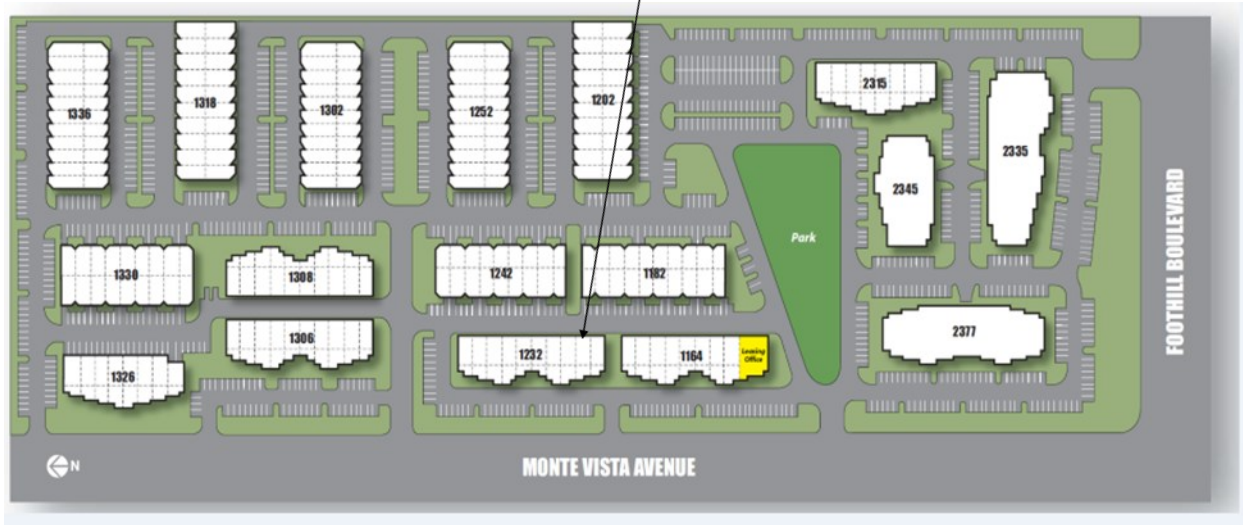 1336
1318
1302
1252
1202
2315
2335
2345
Park
1330
1308
1242
1182
2377
1326
1306
1232
1164
Leasing
Office
FOOTHILL BOULEVARD
N
MONTE VISTA AVENUE